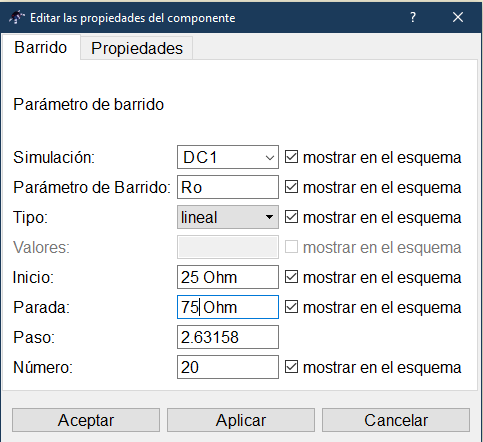 Editar las propiedades del componente
? ×
Barrido Propiedades
Parámetro de barrido
Simulación: DC1 mostrar en el esquema
Parámetro de Barrido: Ro mostrar en el esquema
Tipo: lineal mostrar en el esquema
Valores: mostrar en el esquema
Inicio: 25 Ohm mostrar en el esquema
Parada: 75 Ohm mostrar en el esquema
Paso: 2.63158
Número: 20 mostrar en el esquema
Aceptar Aplicar Cancelar